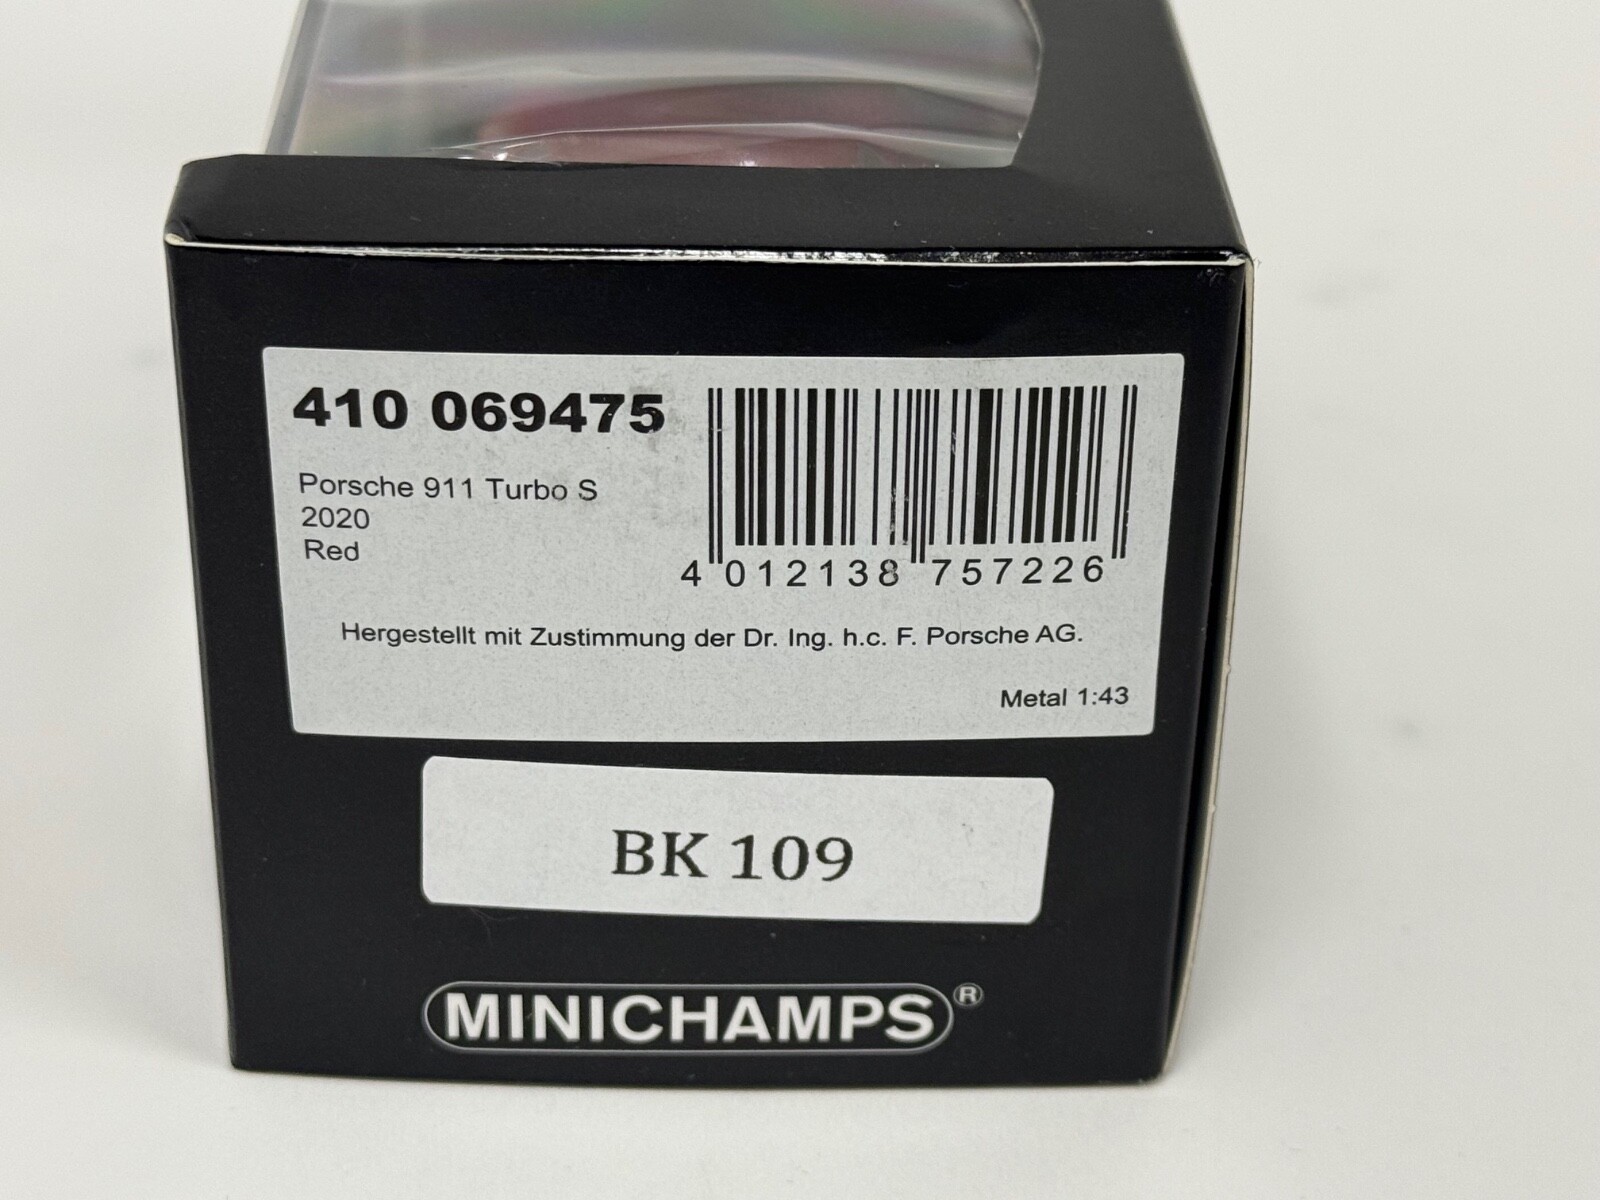 410 069475
Porsche 911 Turbo S
2020
Red
4 012138 757226
Hergestellt mit Zustimmung der Dr. Ing. h.c. F. Porsche AG.
Metal 1:43
BK 109
MINICHAMPS®